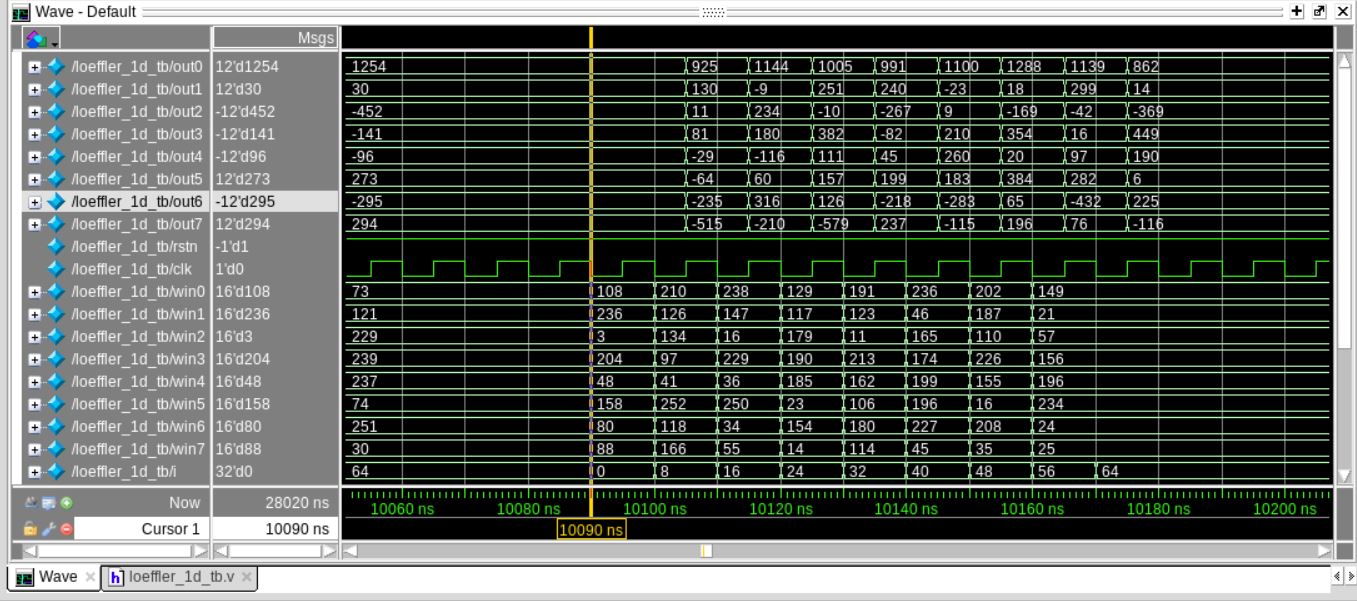 Wave - Default
Msgs
/loeffler_1d_tb/out0 12'd1254 1254 925 1144 1005 991 1100 1288 1139 862
/loeffler_1d_tb/out1 12'd30 30 130 -9 251 240 -23 18 299 14
/loeffler_1d_tb/out2 -12'd452 -452 11 234 -10 -267 9 -169 -42 -369
/loeffler_1d_tb/out3 -12'd141 -141 81 180 382 -82 210 354 16 449
/loeffler_1d_tb/out4 -12'd96 -96 -29 -116 111 45 260 20 97 190
/loeffler_1d_tb/out5 12'd273 273 -64 60 157 199 183 384 282 6
/loeffler_1d_tb/out6 -12'd295 -295 -235 316 126 -218 -283 65 -432 225
/loeffler_1d_tb/out7 12'd294 294 -515 -210 -579 237 -115 196 76 -116
/loeffler_1d_tb/rstn -1'd1
/loeffler_1d_tb/clk 1'd0
/loeffler_1d_tb/win0 16'd108 73 108 210 238 129 191 236 202 149
/loeffler_1d_tb/win1 16'd236 121 236 126 147 117 123 46 187 21
/loeffler_1d_tb/win2 16'd3 229 3 134 16 179 11 165 110 57
/loeffler_1d_tb/win3 16'd204 239 204 97 229 190 213 174 226 156
/loeffler_1d_tb/win4 16'd48 237 48 41 36 185 162 199 155 196
/loeffler_1d_tb/win5 16'd158 74 158 252 250 23 106 196 16 234
/loeffler_1d_tb/win6 16'd80 251 80 118 34 154 180 227 208 24
/loeffler_1d_tb/win7 16'd88 30 88 166 55 14 114 45 35 25
/loeffler_1d_tb/i 32'd0 64 0 8 16 24 32 40 48 56 64
Now 28020 ns 10060 ns 10080 ns 10100 ns 10120 ns 10140 ns 10160 ns 10180 ns 10200 ns
Cursor 1 10090 ns 10090 ns
Wave h loeffler_1d_tb.v